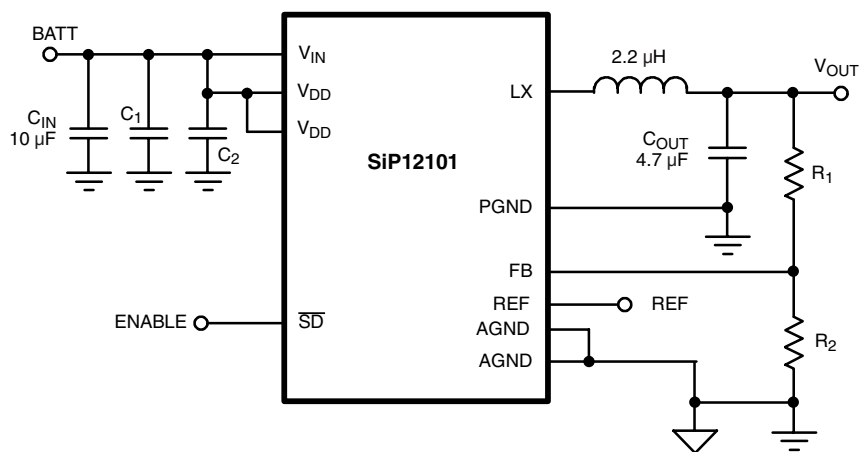 BATT
V_IN
V_DD
V_DD
C_IN
10 µF
C_1
C_2
SiP12101
LX
2.2 µH
V_OUT
C_OUT
4.7 µF
R_1
PGND
FB
REF
REF
AGND
AGND
R_2
ENABLE
S̅D̅